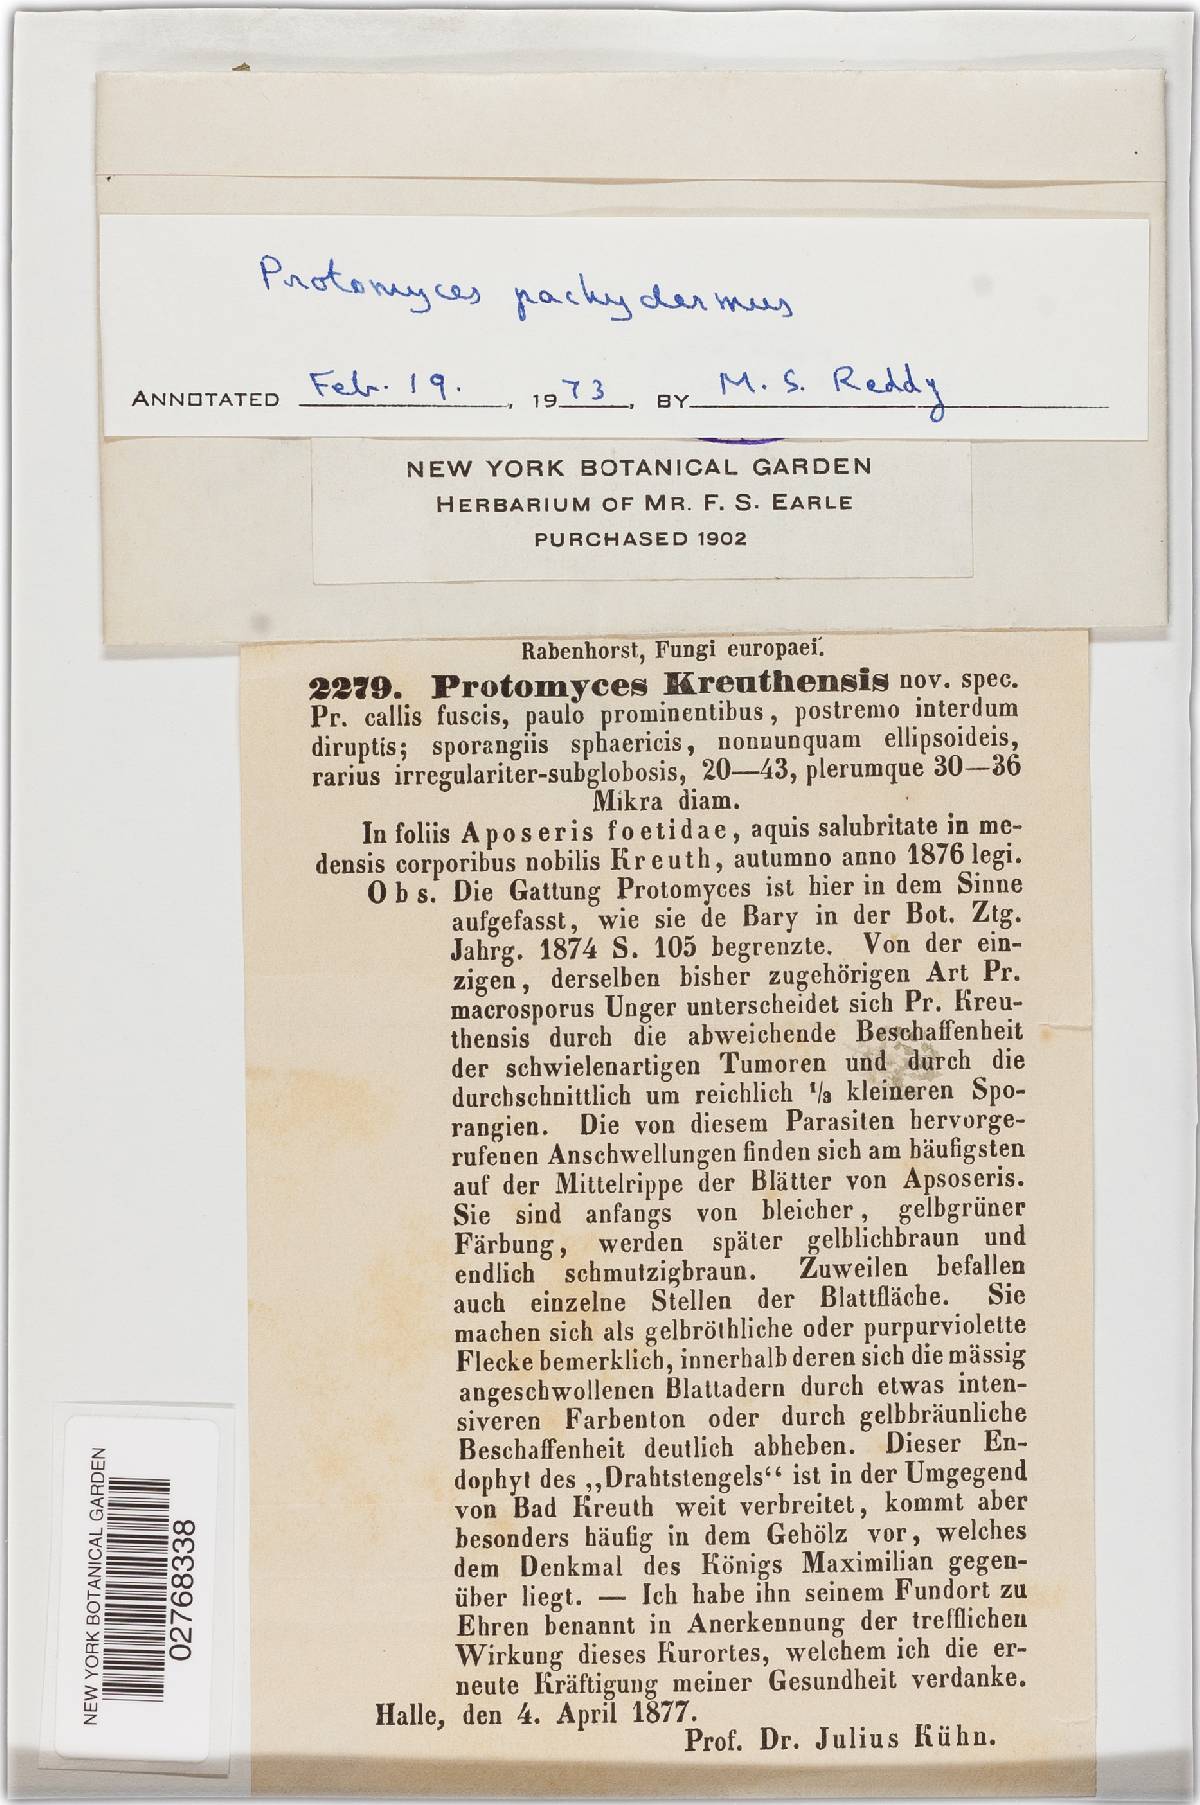 Protomyces pachydermus
ANNOTATED Feb. 19. , 1973, BY M. S. Reddy
NEW YORK BOTANICAL GARDEN
HERBARIUM OF MR. F. S. EARLE
PURCHASED 1902
Rabenhorst, Fungi europaei.
2279. Protomyces Kreuthensis nov. spec.
Pr. callis fuscis, paulo prominentibus, postremo interdum
diruptis; sporangiis sphaericis, nonnunquam ellipsoideis,
rarius irregulariter-subglobosis, 20—43, plerumque 30—36
Mikra diam.
In foliis Aposeris foetidae, aquis salubritate in me-
densis corporibus nobilis Kreuth, autumno anno 1876 legi.
Obs. Die Gattung Protomyces ist hier in dem Sinne
aufgefasst, wie sie de Bary in der Bot. Ztg.
Jahrg. 1874 S. 105 begrenzte. Von der ein-
zigen, derselben bisher zugehörigen Art Pr.
macrosporus Unger unterscheidet sich Pr. Kreu-
thensis durch die abweichende Beschaffenheit
der schwielenartigen Tumoren und durch die
durchschnittlich um reichlich 1/3 kleineren Spo-
rangien. Die von diesem Parasiten hervorge-
rufenen Anschwellungen finden sich am häufigsten
auf der Mittelrippe der Blätter von Apsoseris.
Sie sind anfangs von bleicher, gelbgrüner
Färbung, werden später gelblichbraun und
endlich schmutzigbraun. Zuweilen befallen
auch einzelne Stellen der Blattfläche. Sie
machen sich als gelbröthliche oder purpurviolette
Flecke bemerklich, innerhalb deren sich die mässig
angeschwollenen Blattadern durch etwas inten-
siveren Farbenton oder durch gelbbräunliche
Beschaffenheit deutlich abheben. Dieser En-
dophyt des „Drahtstengels“ ist in der Umgegend
von Bad Kreuth weit verbreitet, kommt aber
besonders häufig in dem Gehölz vor, welches
dem Denkmal des Königs Maximilian gegen-
über liegt. — Ich habe ihn seinem Fundort zu
Ehren benannt in Anerkennung der trefflichen
Wirkung dieses Kurortes, welchem ich die er-
neute Kräftigung meiner Gesundheit verdanke.
Halle, den 4. April 1877.
Prof. Dr. Julius Kühn.
NEW YORK BOTANICAL GARDEN
02768338